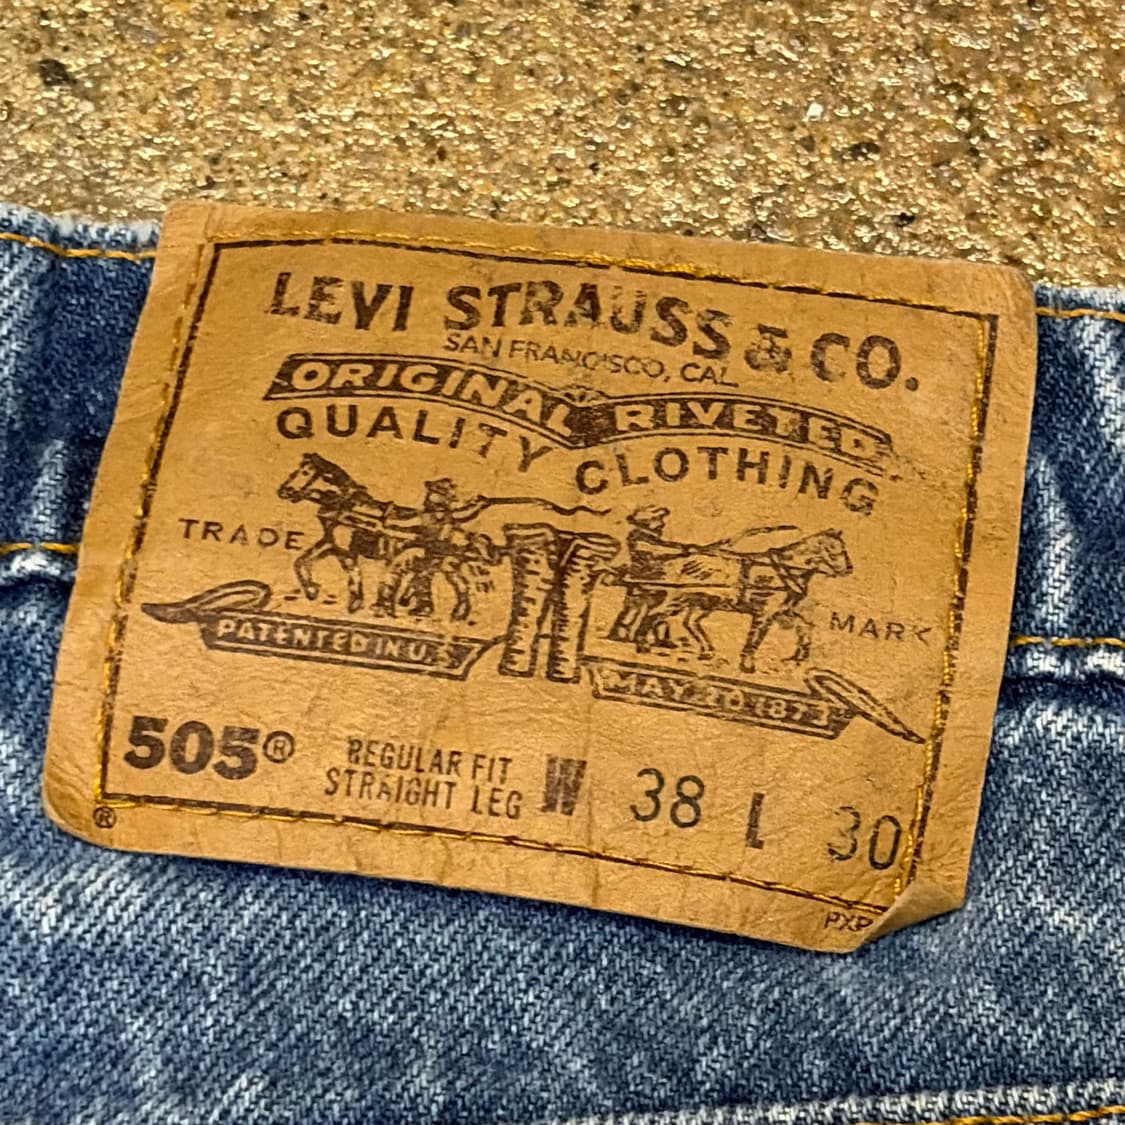 LEVI STRAUSS & CO.
SAN FRANCISCO, CAL
ORIGINAL RIVETED
QUALITY CLOTHING
TRADE MARK
PATENTED IN U.S
MAY 20 1873
505® REGULAR FIT W 38 L 30
STRAIGHT LEG
®
PXP